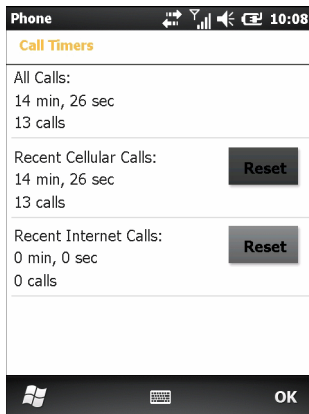 Phone 10:08
Call Timers
All Calls:
14 min, 26 sec
13 calls
Recent Cellular Calls:
14 min, 26 sec
13 calls
Reset
Recent Internet Calls:
0 min, 0 sec
0 calls
Reset
OK